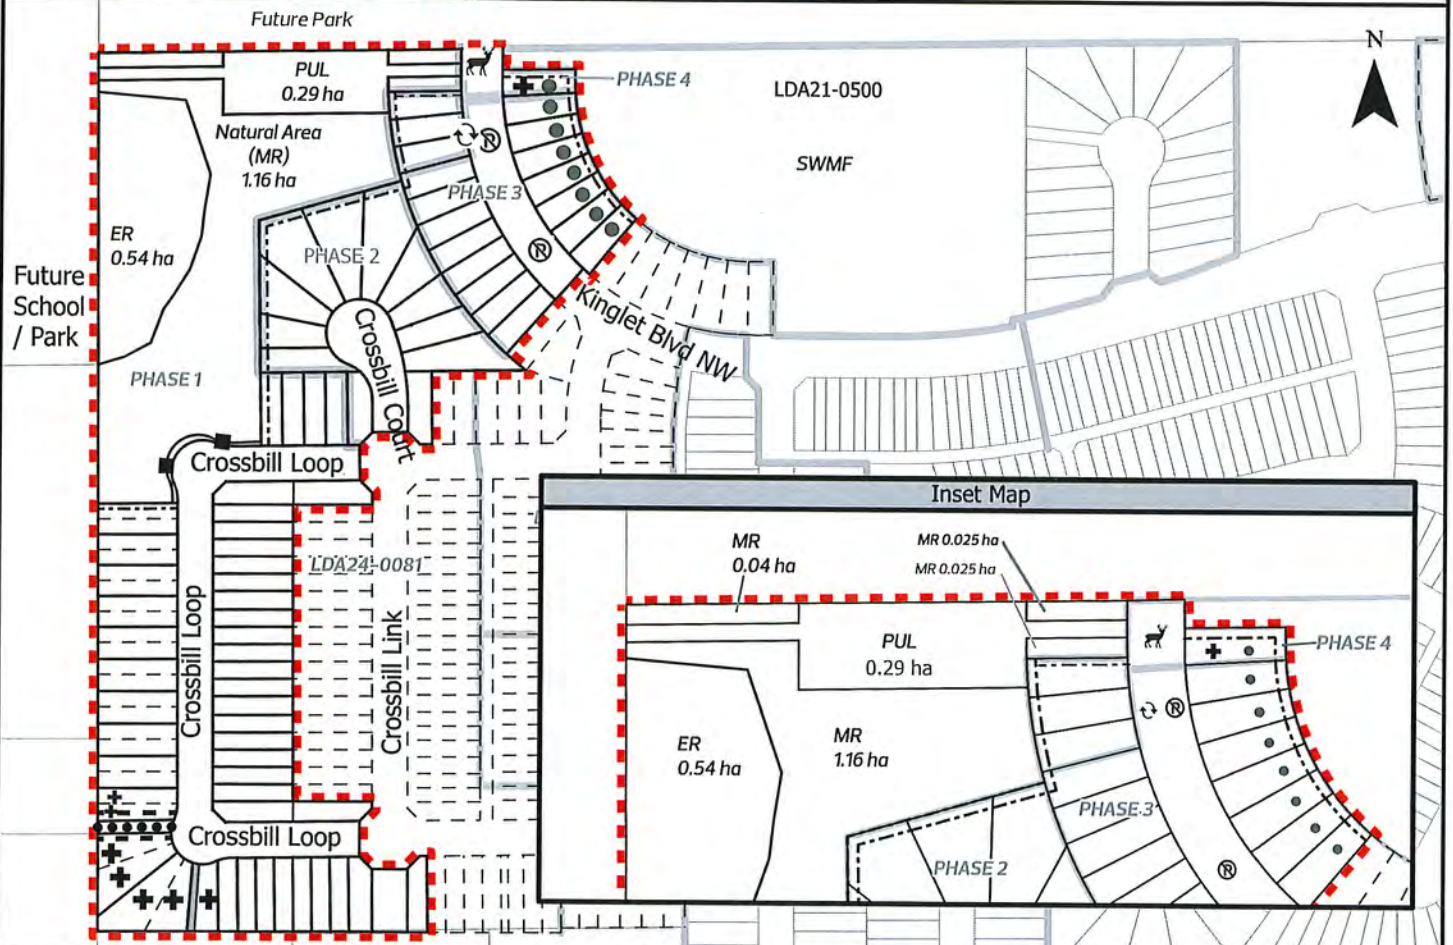 Future Park
N
PUL
0.29 ha
PHASE 4
LDA21-0500
Natural Area
(MR)
1.16 ha
SWMF
PHASE 3
ER
0.54 ha
PHASE 2
Future
School
/ Park
Kinglet Blvd NW
PHASE 1
Crossbill Court
Crossbill Loop
LDA24-0081
Crossbill Loop
Crossbill Link
Crossbill Loop
Inset Map
MR
0.04 ha
MR 0.025 ha
MR 0.025 ha
PUL
0.29 ha
PHASE 4
ER
0.54 ha
MR
1.16 ha
PHASE 3
PHASE 2